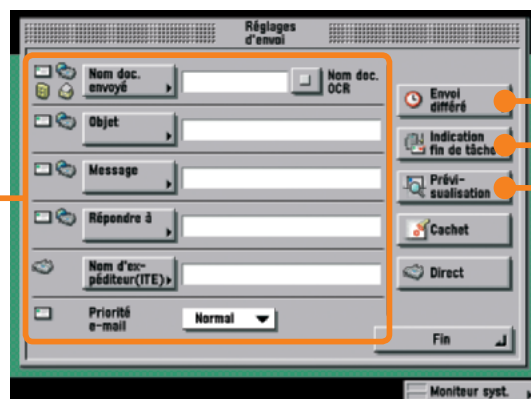 Réglages
d'envoi
Nom doc.
envoyé
Nom doc.
OCR
Objet
Message
Répondre à
Nom d'ex-
péditeur(ITE)
Priorité
e-mail
Normal
Envoi
différé
Indication
fin de tâche
Prévi-
sualisation
Cachet
Direct
Fin
Moniteur syst.